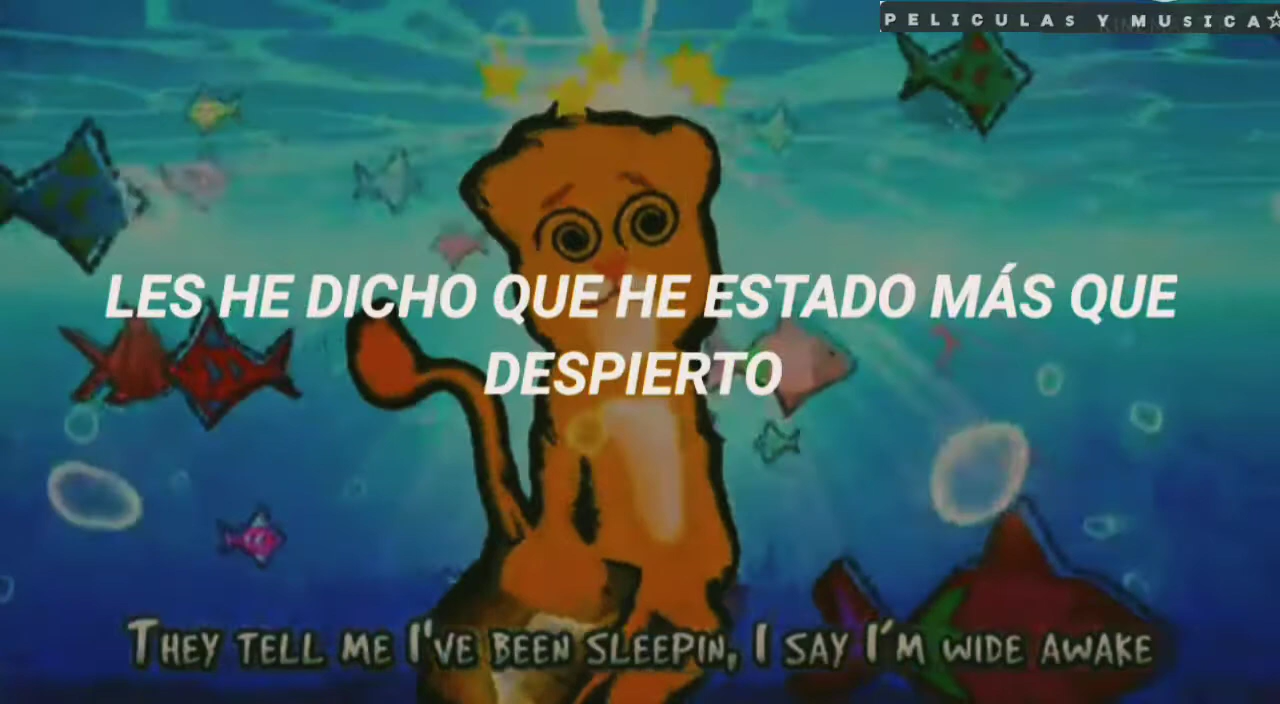 PELICULAS Y MUSICA☆
LES HE DICHO QUE HE ESTADO MÁS QUE
DESPIERTO
THEY TELL ME I'VE BEEN SLEEPIN, I SAY I'M WIDE AWAKE